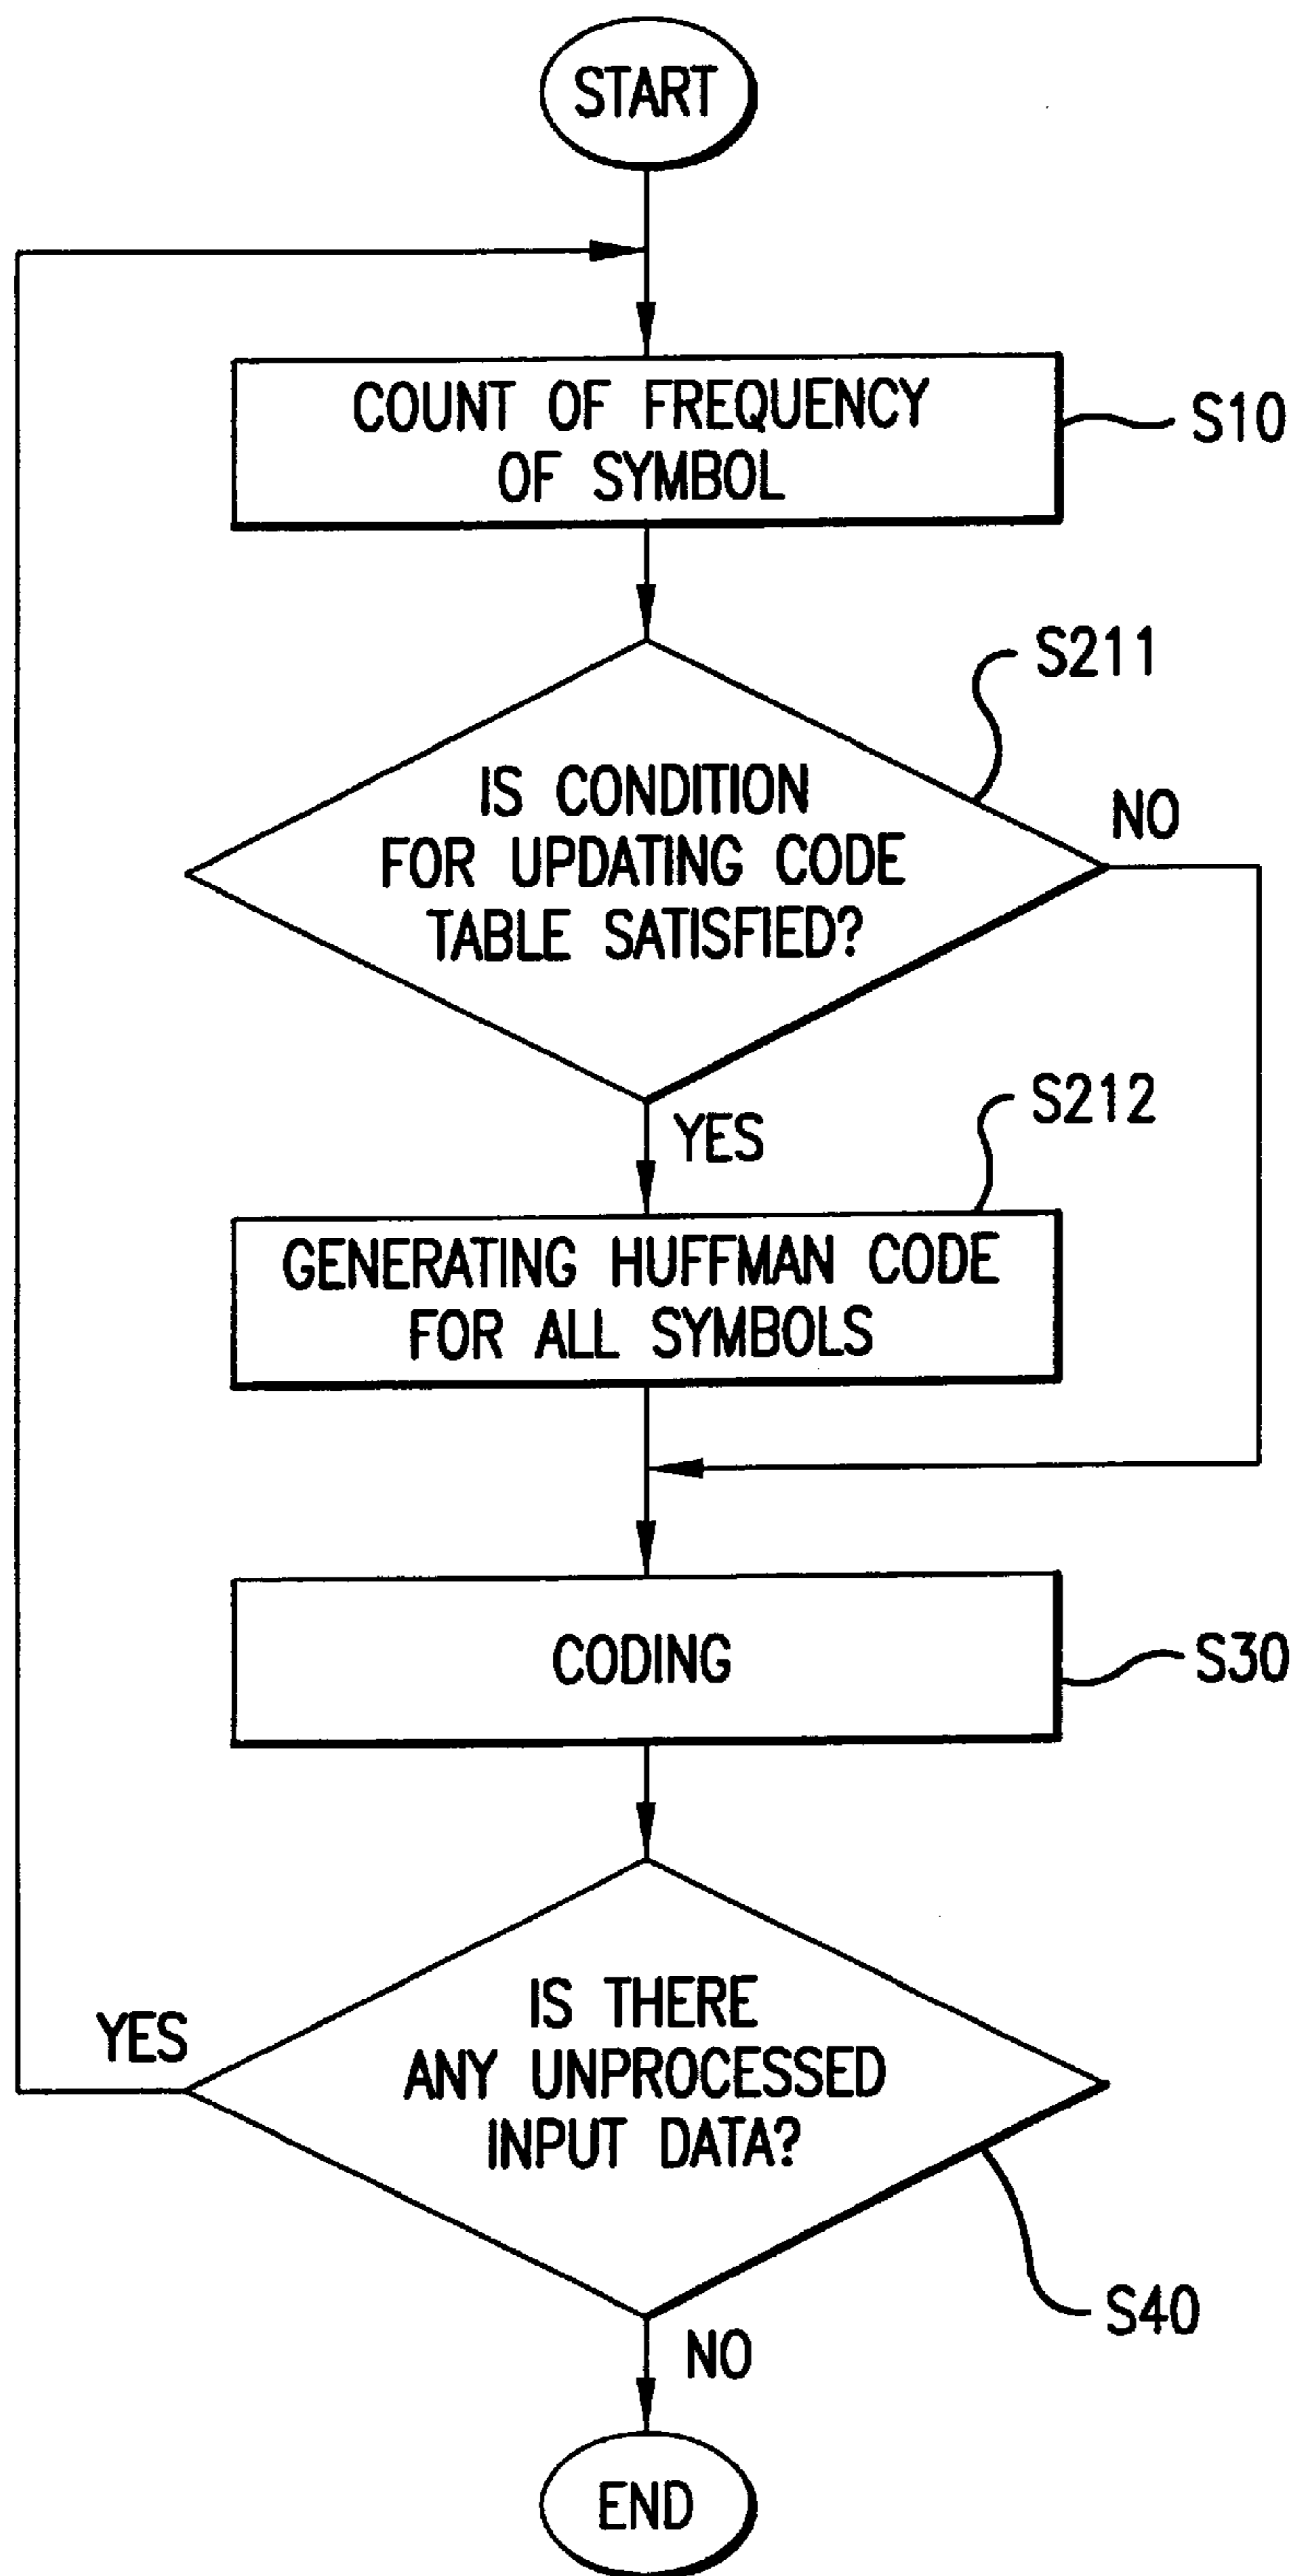 START
COUNT OF FREQUENCY
OF SYMBOL
S10
S211
IS CONDITION
FOR UPDATING CODE
TABLE SATISFIED?
NO
YES
S212
GENERATING HUFFMAN CODE
FOR ALL SYMBOLS
CODING
S30
IS THERE
ANY UNPROCESSED
INPUT DATA?
YES
S40
NO
END